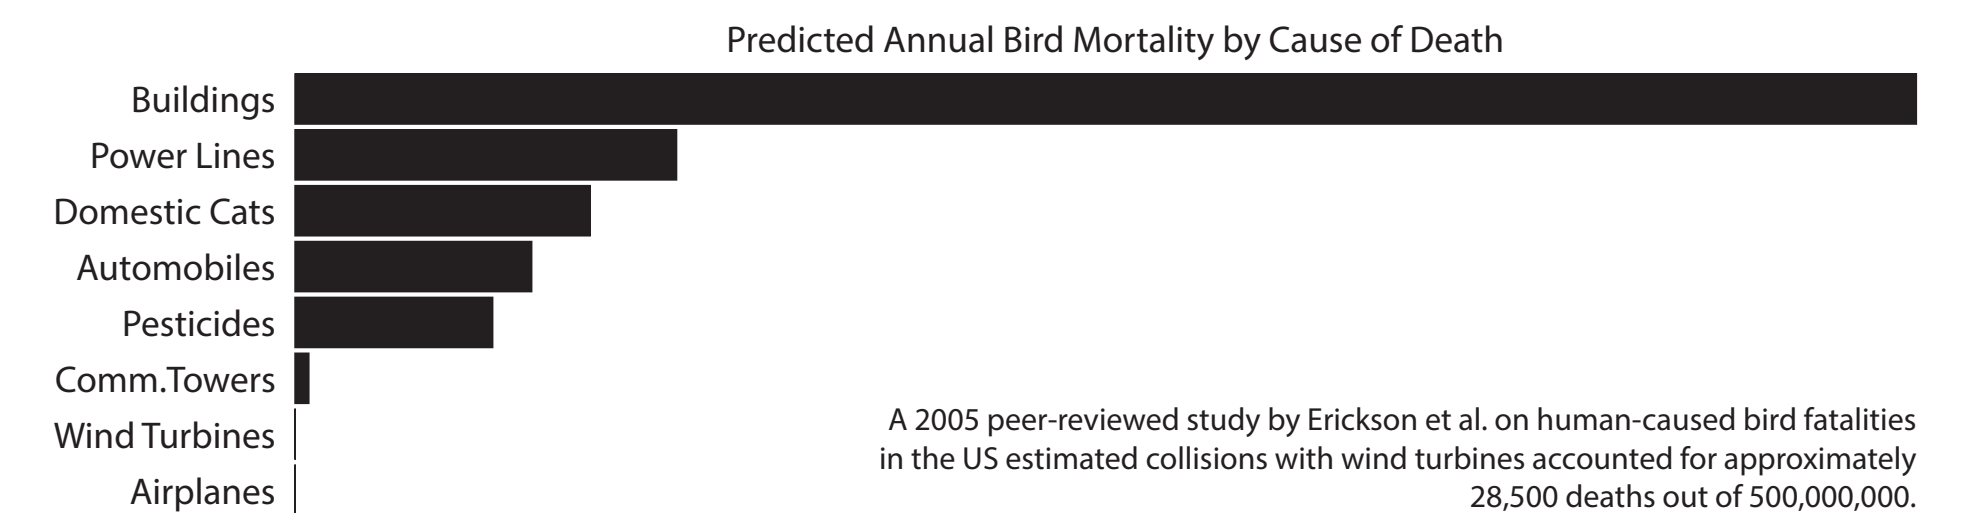 Predicted Annual Bird Mortality by Cause of Death
Buildings
Power Lines
Domestic Cats
Automobiles
Pesticides
Comm.Towers
Wind Turbines
Airplanes
A 2005 peer-reviewed study by Erickson et al. on human-caused bird fatalities
in the US estimated collisions with wind turbines accounted for approximately
28,500 deaths out of 500,000,000.